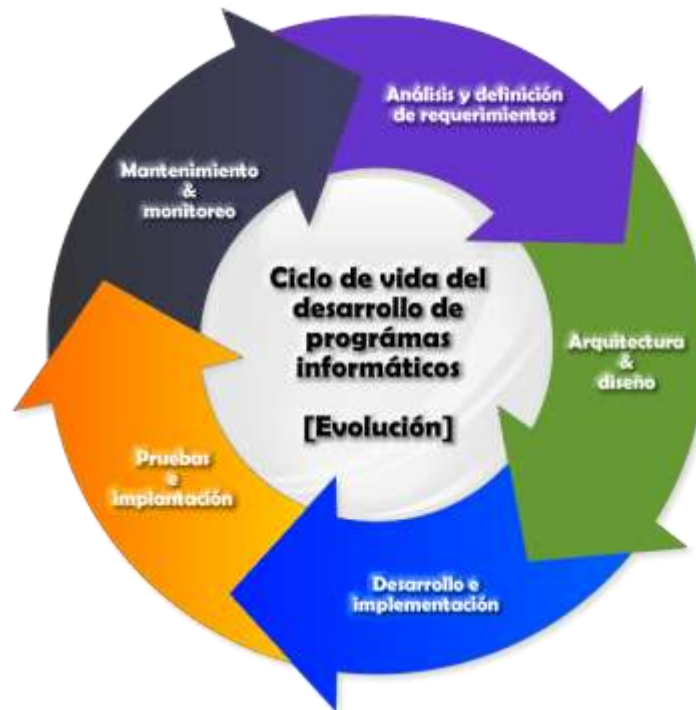 Análisis y definición
de requerimientos
Mantenimiento
&
monitoreo
Ciclo de vida del
desarrollo de
prográmas
informáticos
[Evolución]
Arquitectura
&
diseño
Pruebas
e
implantación
Desarrollo e
implementación